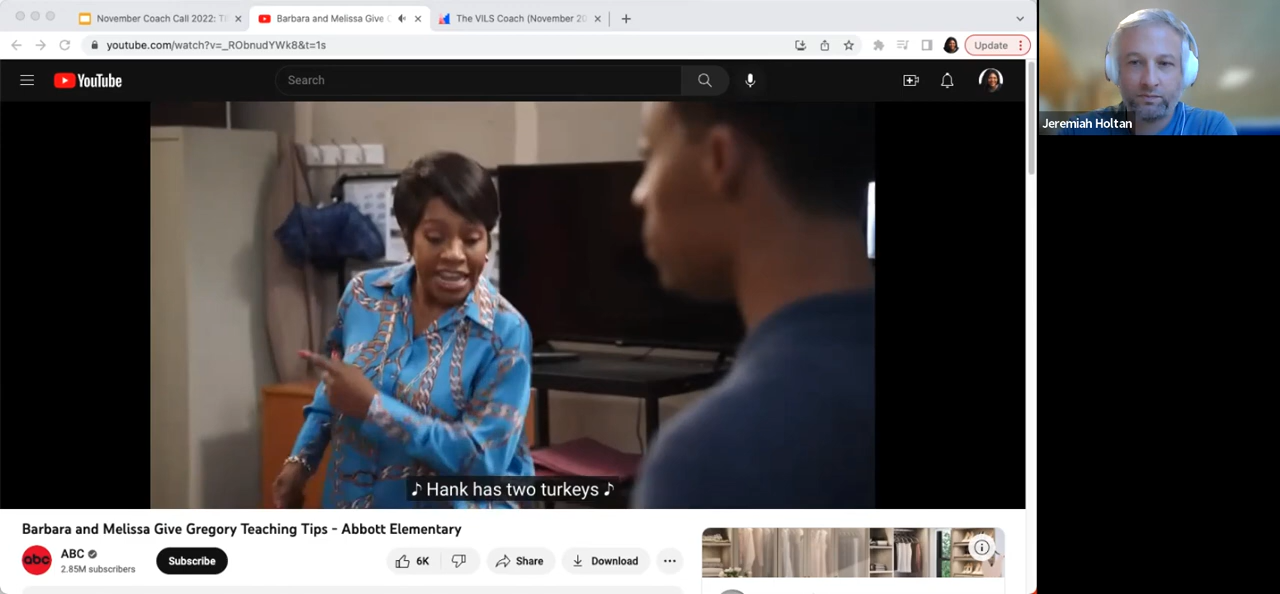 November Coach Call 2022: Ti
Barbara and Melissa Give G
The VILS Coach (November 20
youtube.com/watch?v=_RObnudYWk8&t=1s
Update
YouTube
Search
Jeremiah Holtan
♪ Hank has two turkeys ♪
Barbara and Melissa Give Gregory Teaching Tips - Abbott Elementary
abc
ABC
2.85M subscribers
Subscribe
6K
Share
Download